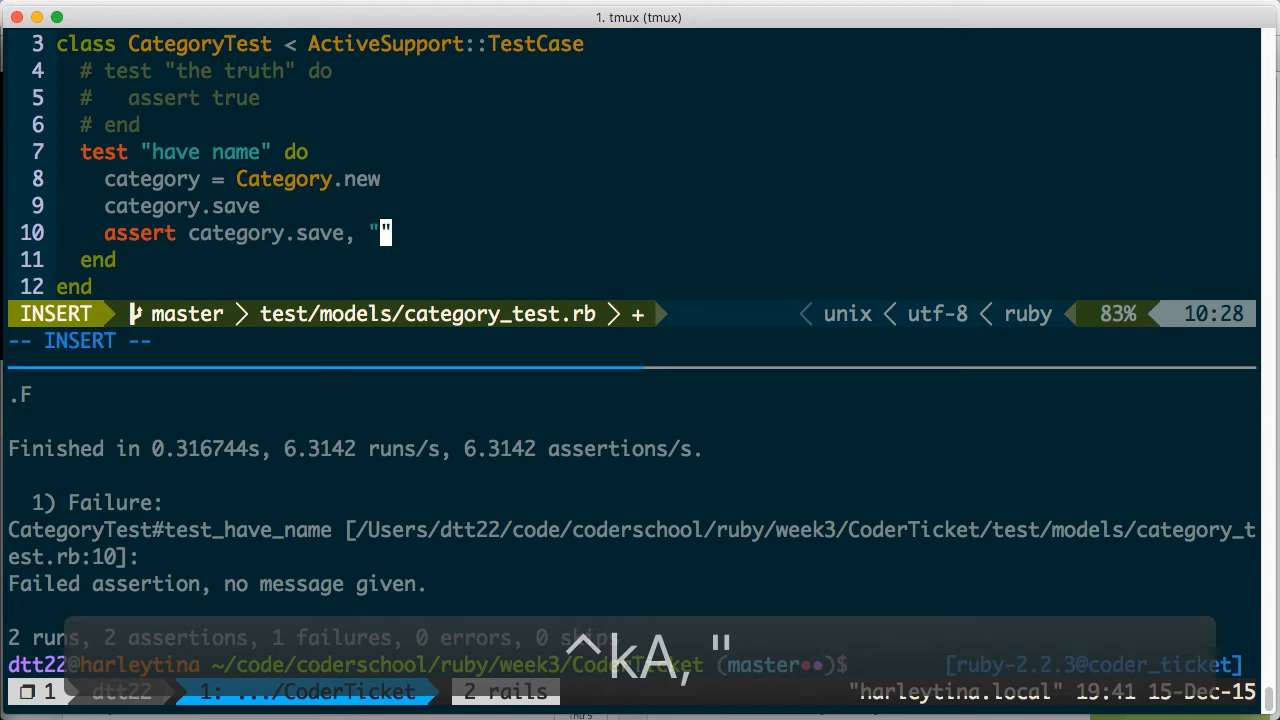 1. tmux (tmux)
3 class CategoryTest < ActiveSupport::TestCase
4 # test "the truth" do
5 #   assert true
6 # end
7 test "have name" do
8 category = Category.new
9 category.save
10 assert category.save, ""
11 end
12 end
INSERT master > test/models/category_test.rb > + < unix < utf-8 < ruby 83% 10:28
-- INSERT --
.F
Finished in 0.316744s, 6.3142 runs/s, 6.3142 assertions/s.
1) Failure:
CategoryTest#test_have_name [/Users/dtt22/code/coderschool/ruby/week3/CoderTicket/test/models/category_t
est.rb:10]:
Failed assertion, no message given.
2 runs, 2 assertions, 1 failures, 0 errors, 0 skips
dtt22@harleytina ~/code/coderschool/ruby/week3/CoderTicket (master●●)$ [ruby-2.2.3@coder_ticket]
^kA,"
1 dtt22 1: .../CoderTicket 2 rails "harleytina.local" 19:41 15-Dec-15